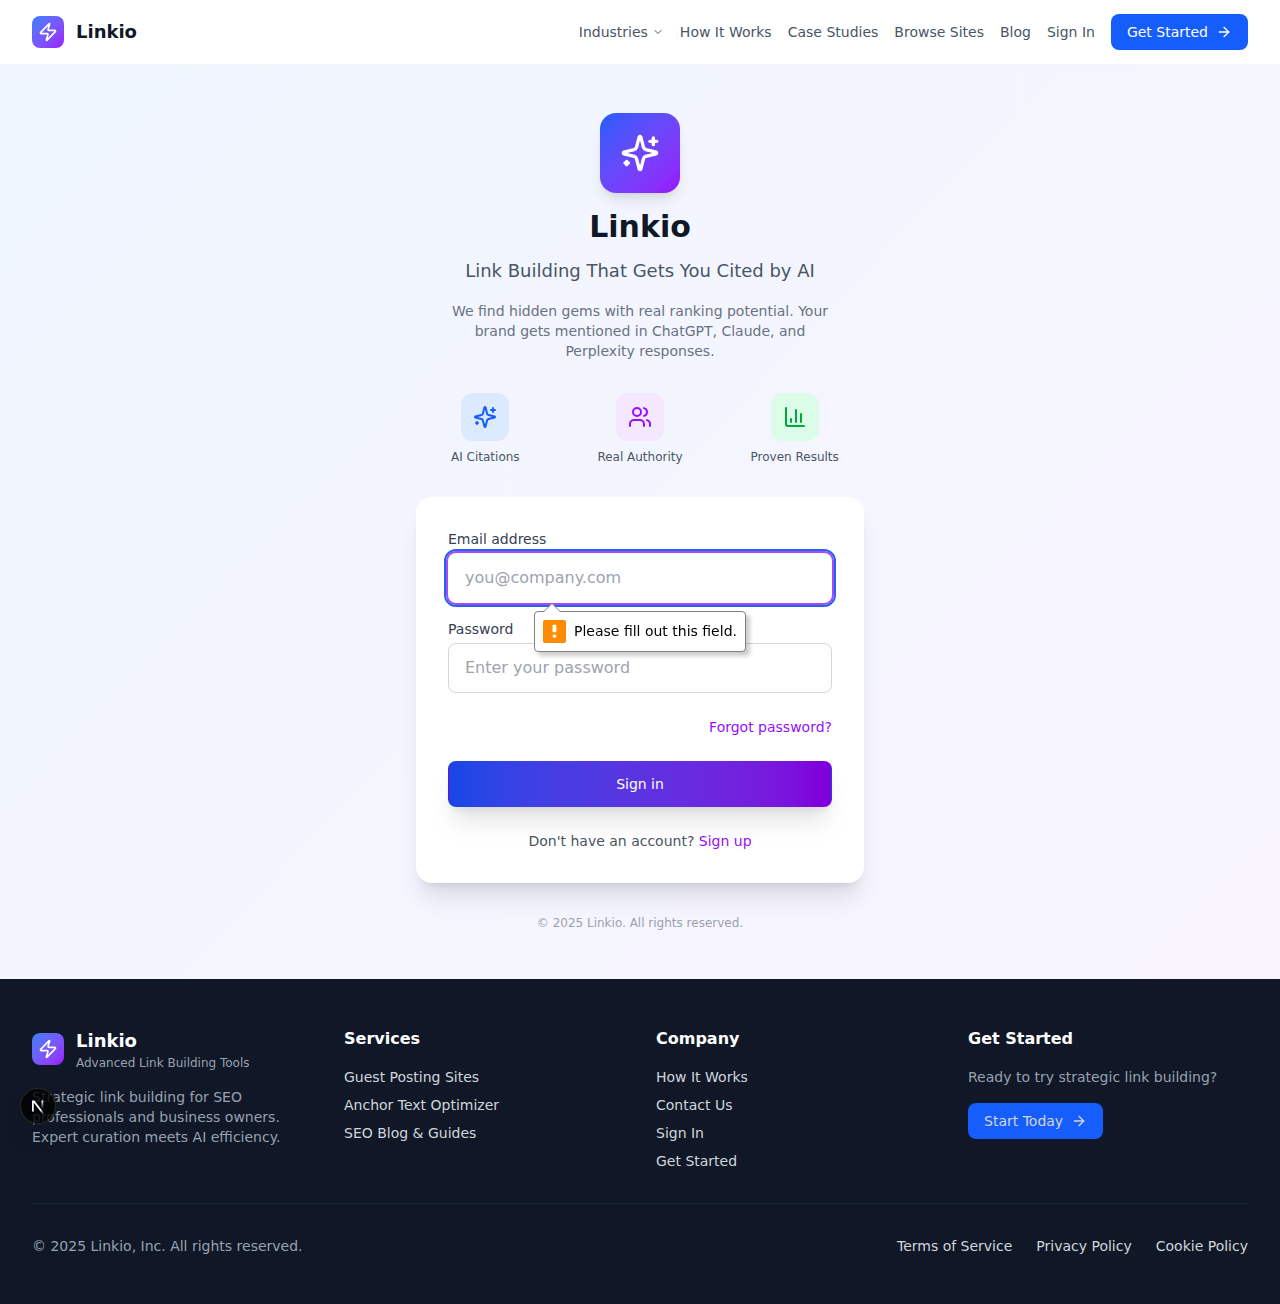 Linkio
Industries
How It Works
Case Studies
Browse Sites
Blog
Sign In
Get Started
Linkio
Link Building That Gets You Cited by AI
We find hidden gems with real ranking potential. Your
brand gets mentioned in ChatGPT, Claude, and
Perplexity responses.
AI Citations
Real Authority
Proven Results
Email address
you@company.com
Please fill out this field.
Password
Enter your password
Forgot password?
Sign in
Don't have an account? Sign up
© 2025 Linkio. All rights reserved.
Linkio
Advanced Link Building Tools
Strategic link building for SEO
professionals and business owners.
Expert curation meets AI efficiency.
Services
Guest Posting Sites
Anchor Text Optimizer
SEO Blog & Guides
Company
How It Works
Contact Us
Sign In
Get Started
Get Started
Ready to try strategic link building?
Start Today
© 2025 Linkio, Inc. All rights reserved.
Terms of Service
Privacy Policy
Cookie Policy